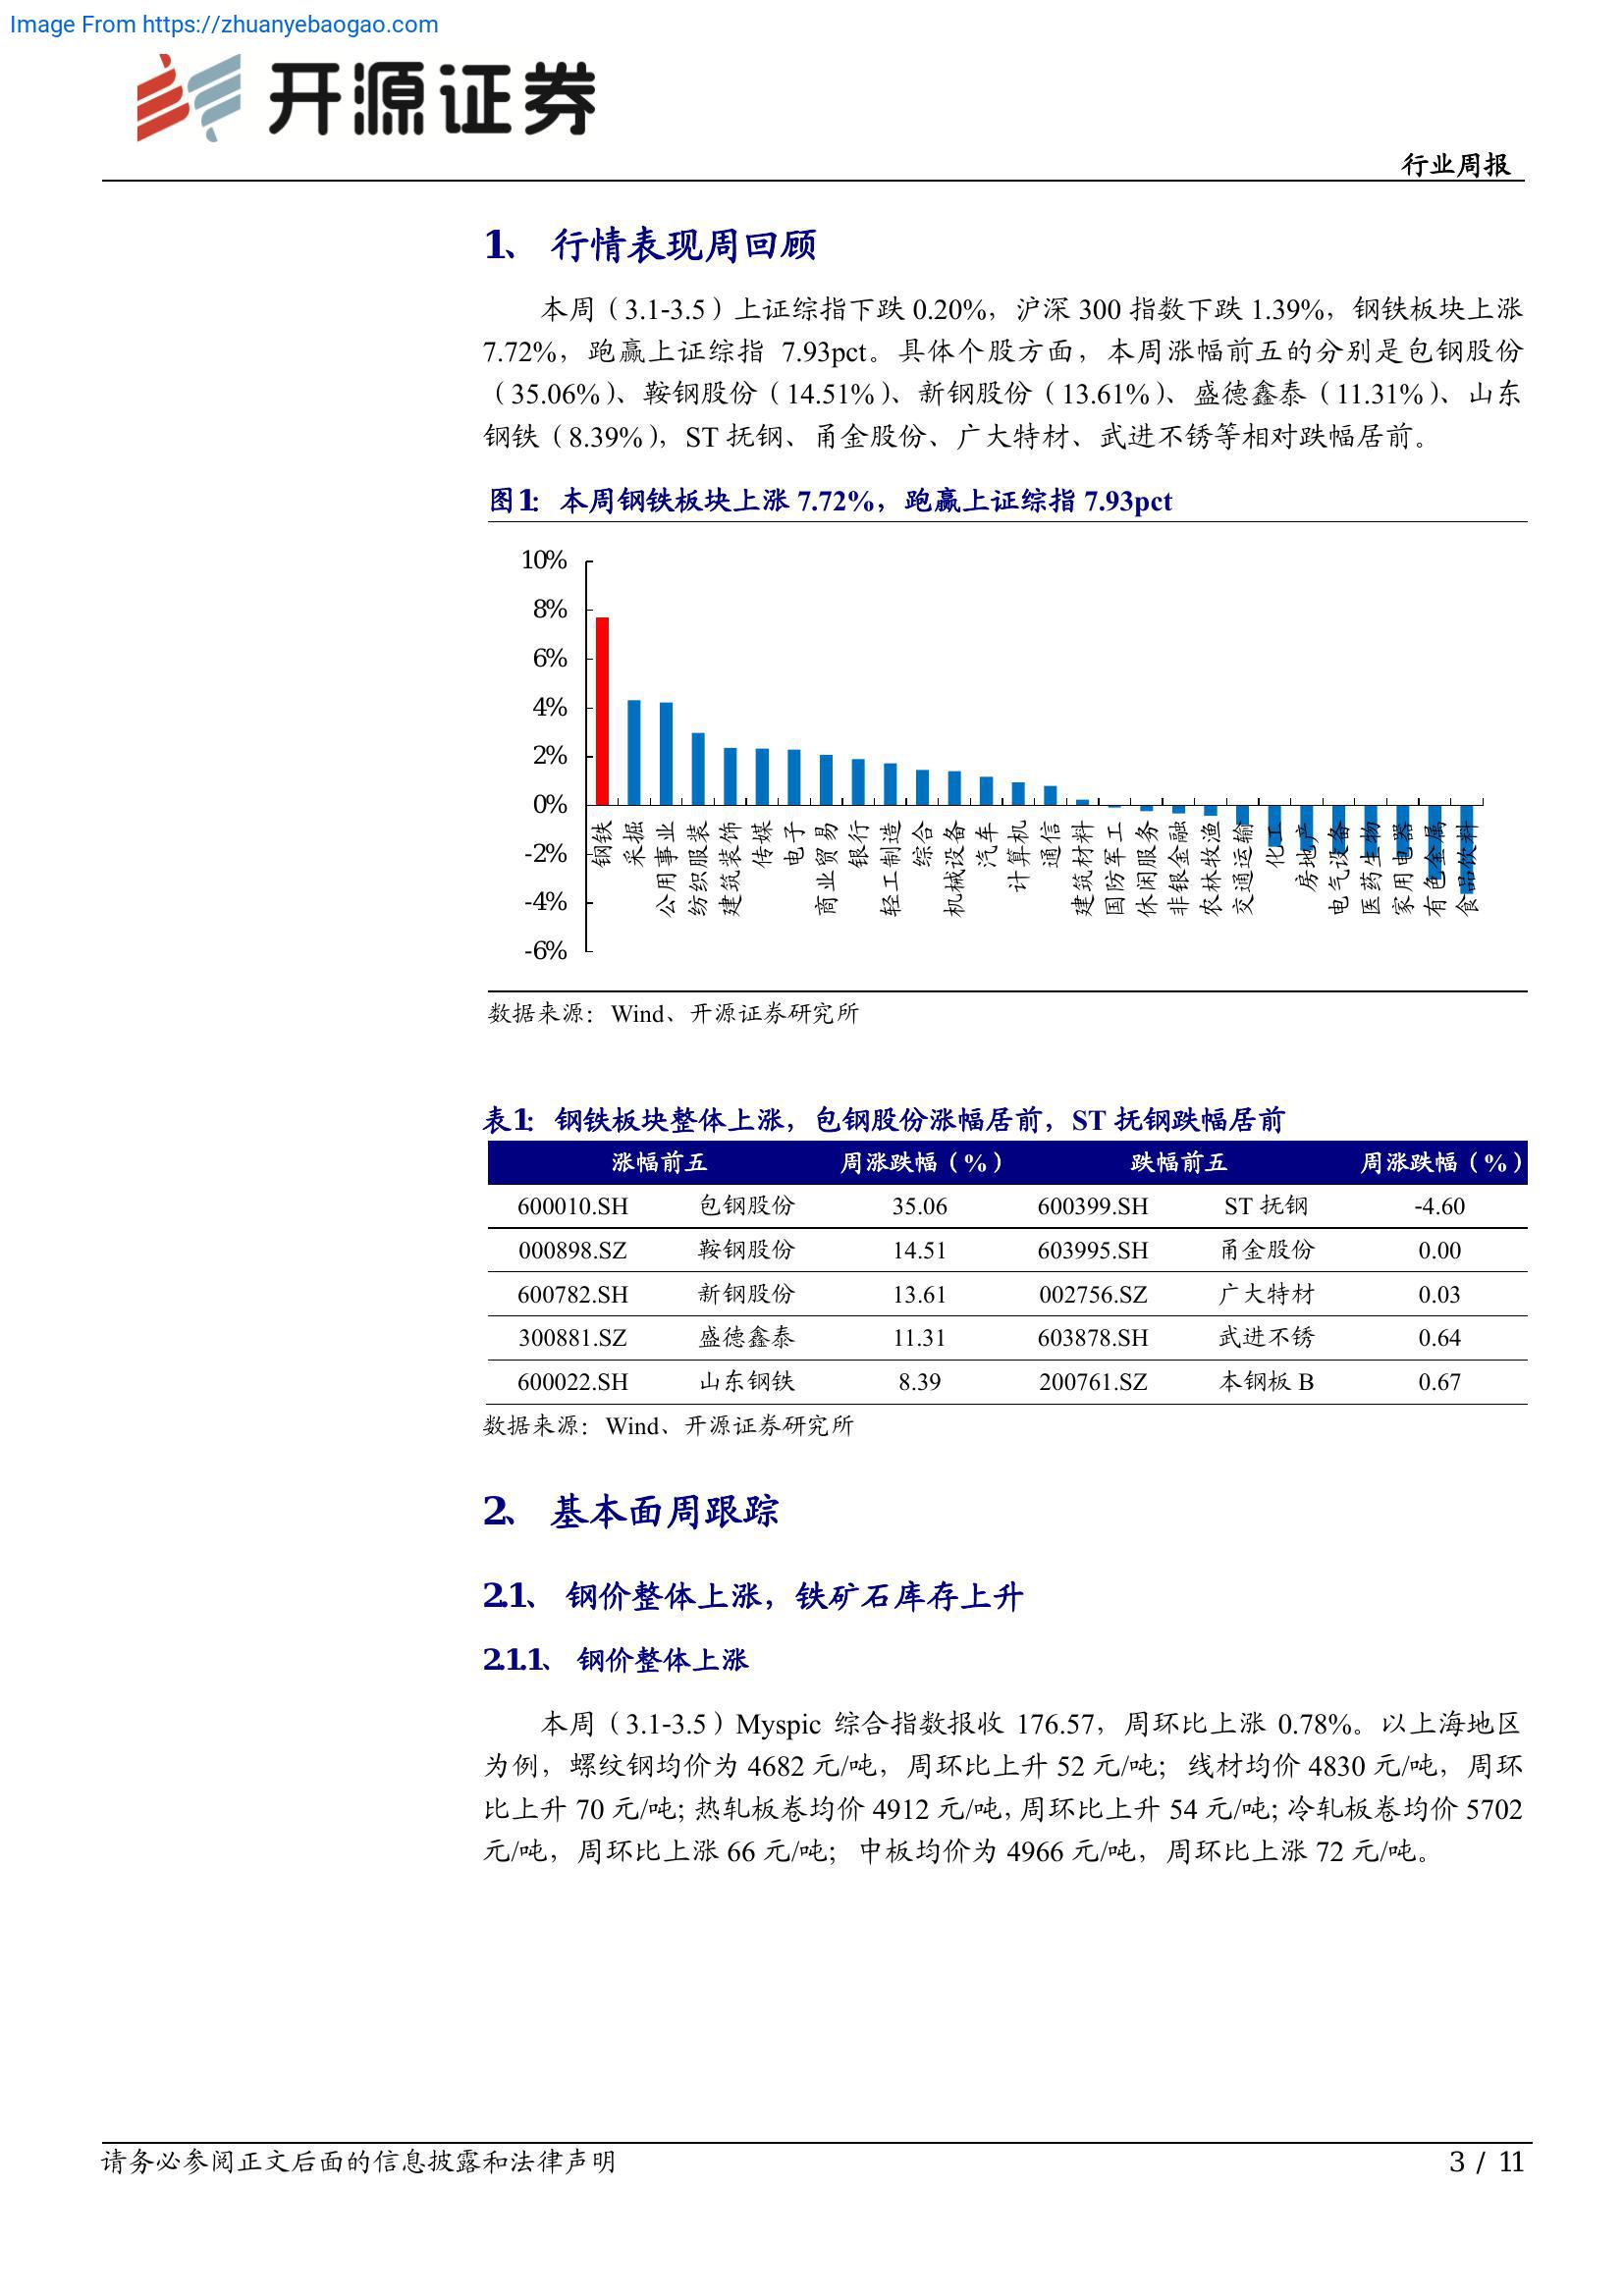 Image From https://zhuanyebaogao.com
开源证券
行业周报
1、 行情表现周回顾
本周（3.1-3.5）上证综指下跌 0.20%，沪深 300 指数下跌 1.39%，钢铁板块上涨
7.72%，跑赢上证综指 7.93pct。具体个股方面，本周涨幅前五的分别是包钢股份
（35.06%）、鞍钢股份（14.51%）、新钢股份（13.61%）、盛德鑫泰（11.31%）、山东
钢铁（8.39%），ST 抚钢、甬金股份、广大特材、武进不锈等相对跌幅居前。
图1：本周钢铁板块上涨 7.72%，跑赢上证综指 7.93pct
10%
8%
6%
4%
2%
0%
-2%
-4%
-6%
钢铁
采掘
公用事业
纺织服装
建筑装饰
传媒
电子
商业贸易
银行
轻工制造
综合
机械设备
汽车
计算机
通信
建筑材料
国防军工
休闲服务
非银金融
农林牧渔
交通运输
化工
房地产
电气设备
医药生物
家用电器
有色金属
食品饮料
数据来源：Wind、开源证券研究所
表1：钢铁板块整体上涨，包钢股份涨幅居前，ST 抚钢跌幅居前
涨幅前五 周涨跌幅（%） 跌幅前五 周涨跌幅（%）
600010.SH 包钢股份 35.06 600399.SH ST 抚钢 -4.60
000898.SZ 鞍钢股份 14.51 603995.SH 甬金股份 0.00
600782.SH 新钢股份 13.61 002756.SZ 广大特材 0.03
300881.SZ 盛德鑫泰 11.31 603878.SH 武进不锈 0.64
600022.SH 山东钢铁 8.39 200761.SZ 本钢板 B 0.67
数据来源：Wind、开源证券研究所
2、 基本面周跟踪
2.1、 钢价整体上涨，铁矿石库存上升
2.1.1、 钢价整体上涨
本周（3.1-3.5）Myspic 综合指数报收 176.57，周环比上涨 0.78%。以上海地区
为例，螺纹钢均价为 4682 元/吨，周环比上升 52 元/吨；线材均价 4830 元/吨，周环
比上升 70 元/吨；热轧板卷均价 4912 元/吨，周环比上升 54 元/吨；冷轧板卷均价 5702
元/吨，周环比上涨 66 元/吨；中板均价为 4966 元/吨，周环比上涨 72 元/吨。
请务必参阅正文后面的信息披露和法律声明
3 / 11